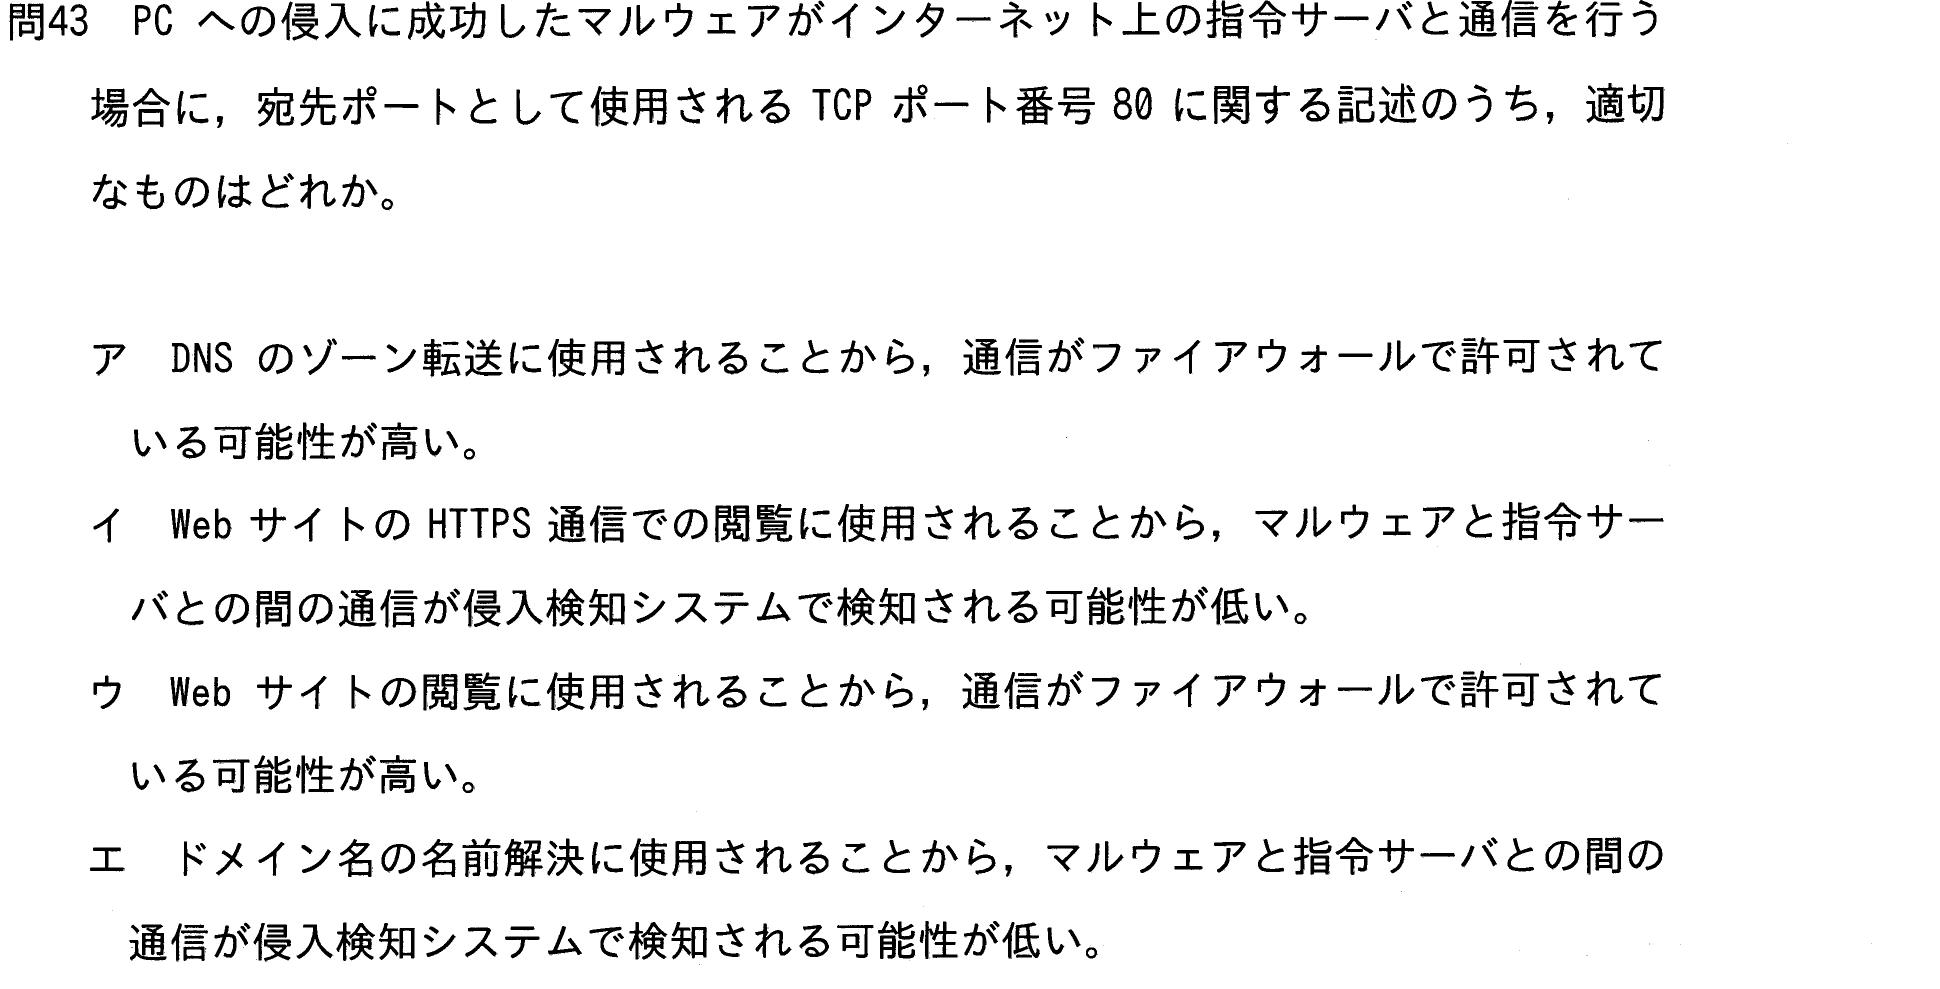 問43　PC への侵入に成功したマルウェアがインターネット上の指令サーバと通信を行う
場合に，宛先ポートとして使用される TCP ポート番号 80 に関する記述のうち，適切
なものはどれか。
ア　DNS のゾーン転送に使用されることから，通信がファイアウォールで許可されて
いる可能性が高い。
イ　Web サイトの HTTPS 通信での閲覧に使用されることから，マルウェアと指令サー
バとの間の通信が侵入検知システムで検知される可能性が低い。
ウ　Web サイトの閲覧に使用されることから，通信がファイアウォールで許可されて
いる可能性が高い。
エ　ドメイン名の名前解決に使用されることから，マルウェアと指令サーバとの間の
通信が侵入検知システムで検知される可能性が低い。